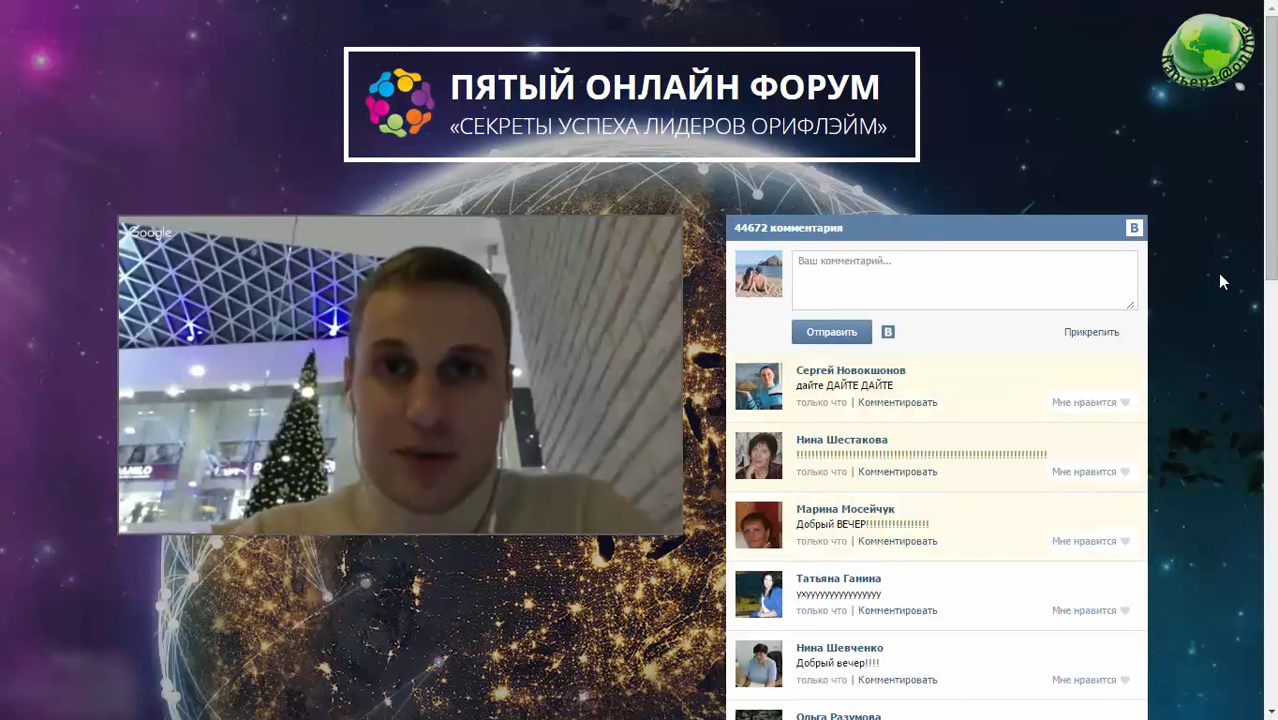 карьера@online
ПЯТЫЙ ОНЛАЙН ФОРУМ
«СЕКРЕТЫ УСПЕХА ЛИДЕРОВ ОРИФЛЭЙМ»
Google
44672 комментария
B
Ваш комментарий...
Отправить
B
Прикрепить
Сергей Новокшонов
дайте ДАЙТЕ ДАЙТЕ
только что | Комментировать
Мне нравится
Нина Шестакова
!!!!!!!!!!!!!!!!!!!!!!!!!!!!!!!!!!!!!!!!!!!!!!!!!!!!!!!!!!!!!!!
только что | Комментировать
Мне нравится
Марина Мосейчук
Добрый ВЕЧЕР!!!!!!!!!!!!!!!!!
только что | Комментировать
Мне нравится
Татьяна Ганина
ухуууууууууууууууу
только что | Комментировать
Мне нравится
Нина Шевченко
Добрый вечер!!!!
только что | Комментировать
Мне нравится
Ольга Разумова